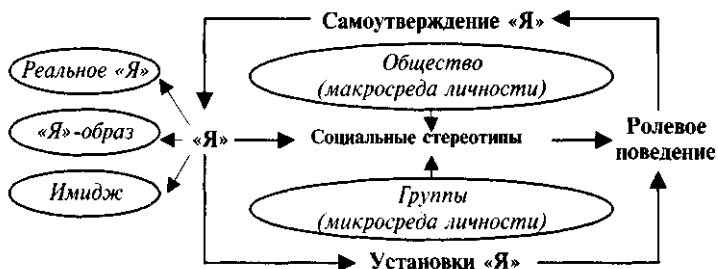 Самоутверждение «Я»
Реальное «Я»
Общество
(макросреда личности)
«Я»-образ
«Я»
Социальные стереотипы
Ролевое
поведение
Имидж
Группы
(микросреда личности)
Установки «Я»